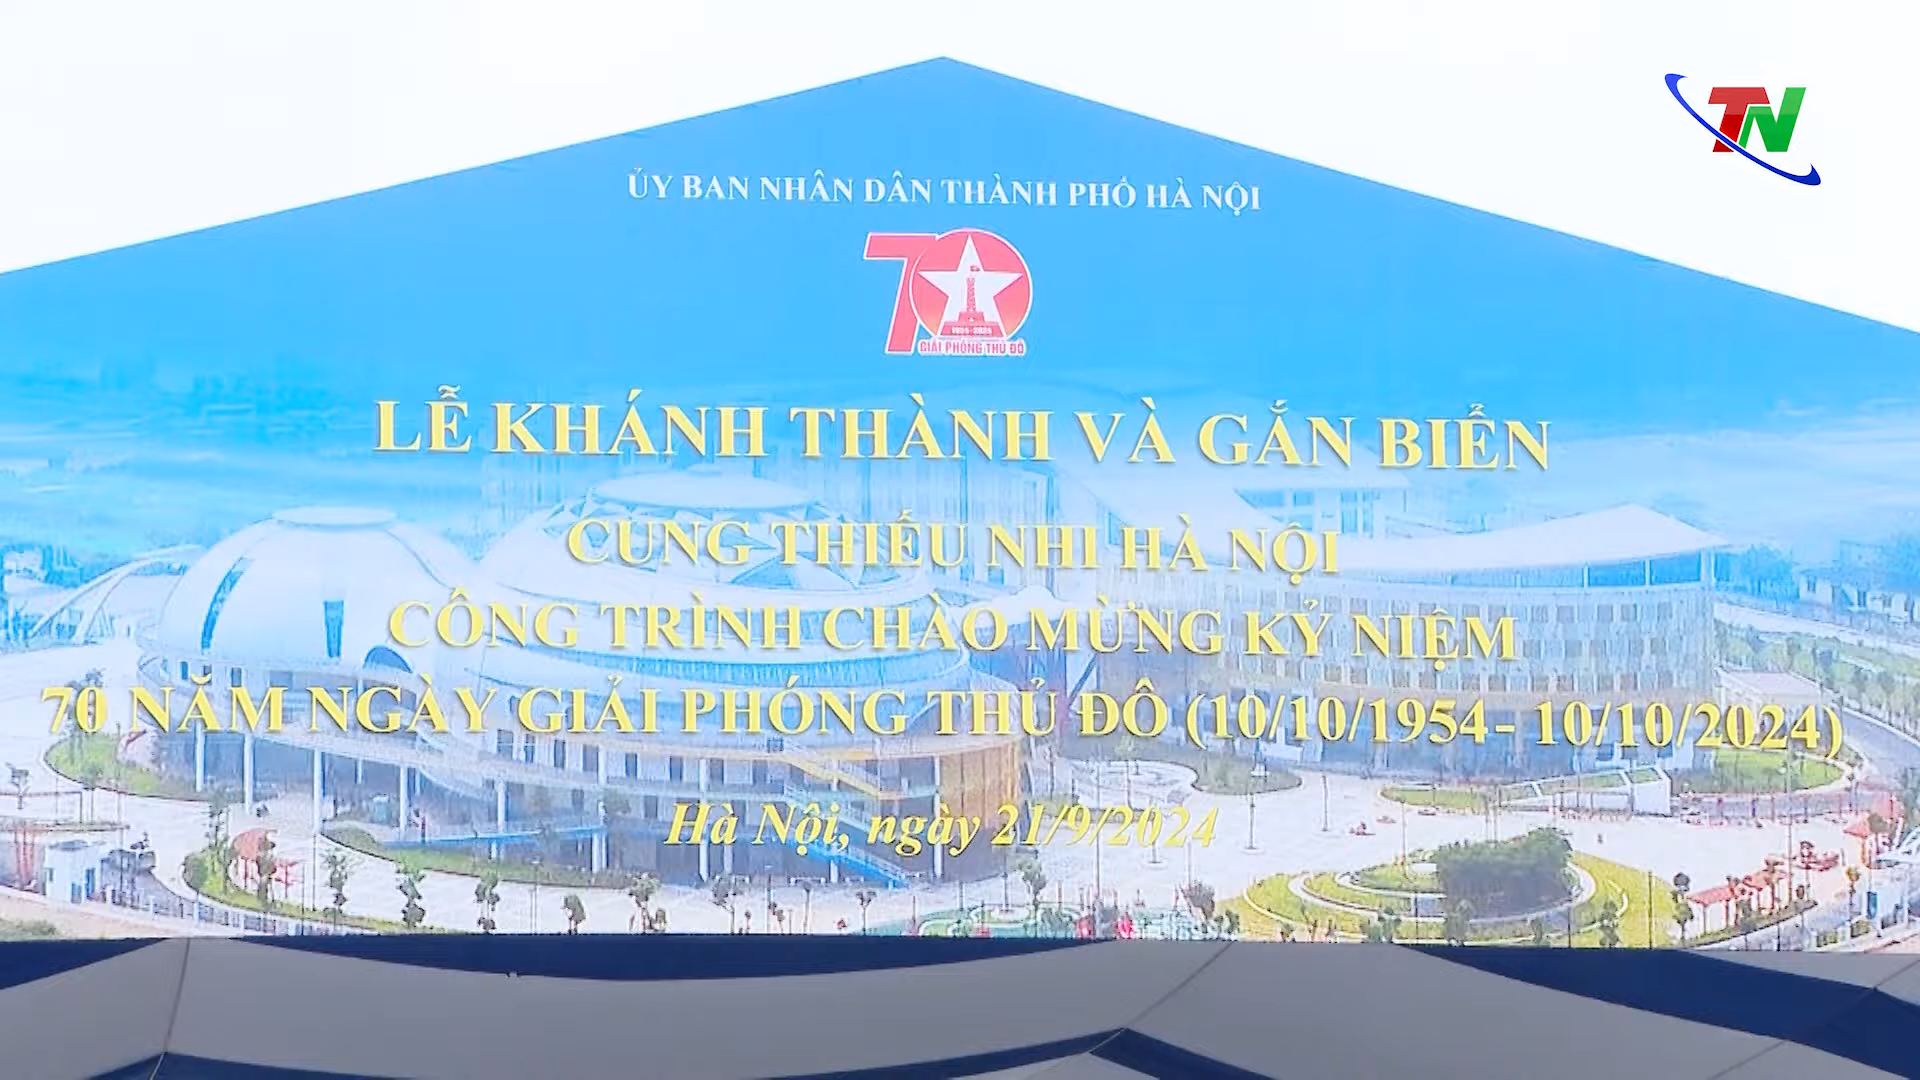 TN
ỦY BAN NHÂN DÂN THÀNH PHỐ HÀ NỘI
70
1954-2024
GIẢI PHÓNG THỦ ĐÔ
LỄ KHÁNH THÀNH VÀ GẮN BIỂN
CUNG THIẾU NHI HÀ NỘI
CÔNG TRÌNH CHÀO MỪNG KỶ NIỆM
70 NĂM NGÀY GIẢI PHÓNG THỦ ĐÔ (10/10/1954- 10/10/2024)
Hà Nội, ngày 21/9/2024